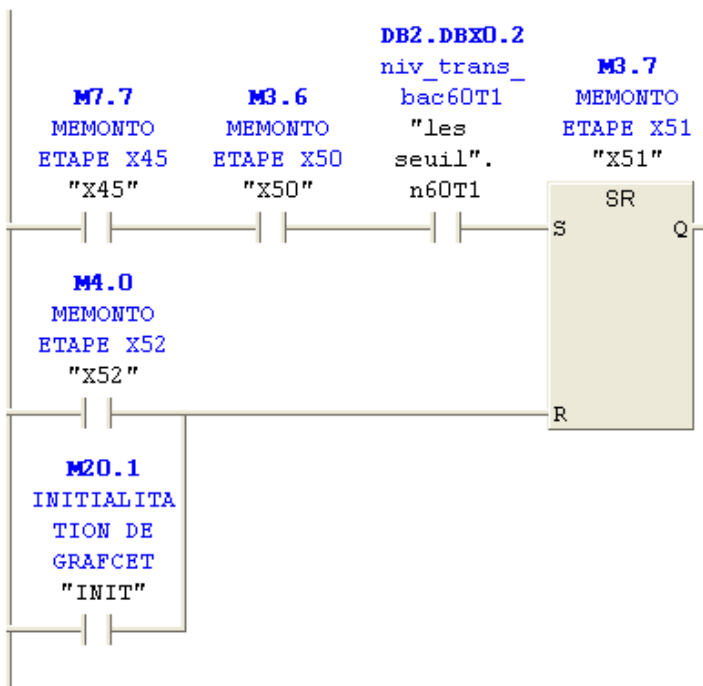 DB2.DBX0.2
niv_trans_
bac60T1
"les
seuil".
n60T1
M7.7
MEMONTO
ETAPE X45
"X45"
M3.6
MEMONTO
ETAPE X50
"X50"
M3.7
MEMONTO
ETAPE X51
"X51"
SR
S
Q
R
M4.0
MEMONTO
ETAPE X52
"X52"
M20.1
INITIALITA
TION DE
GRAFCET
"INIT"